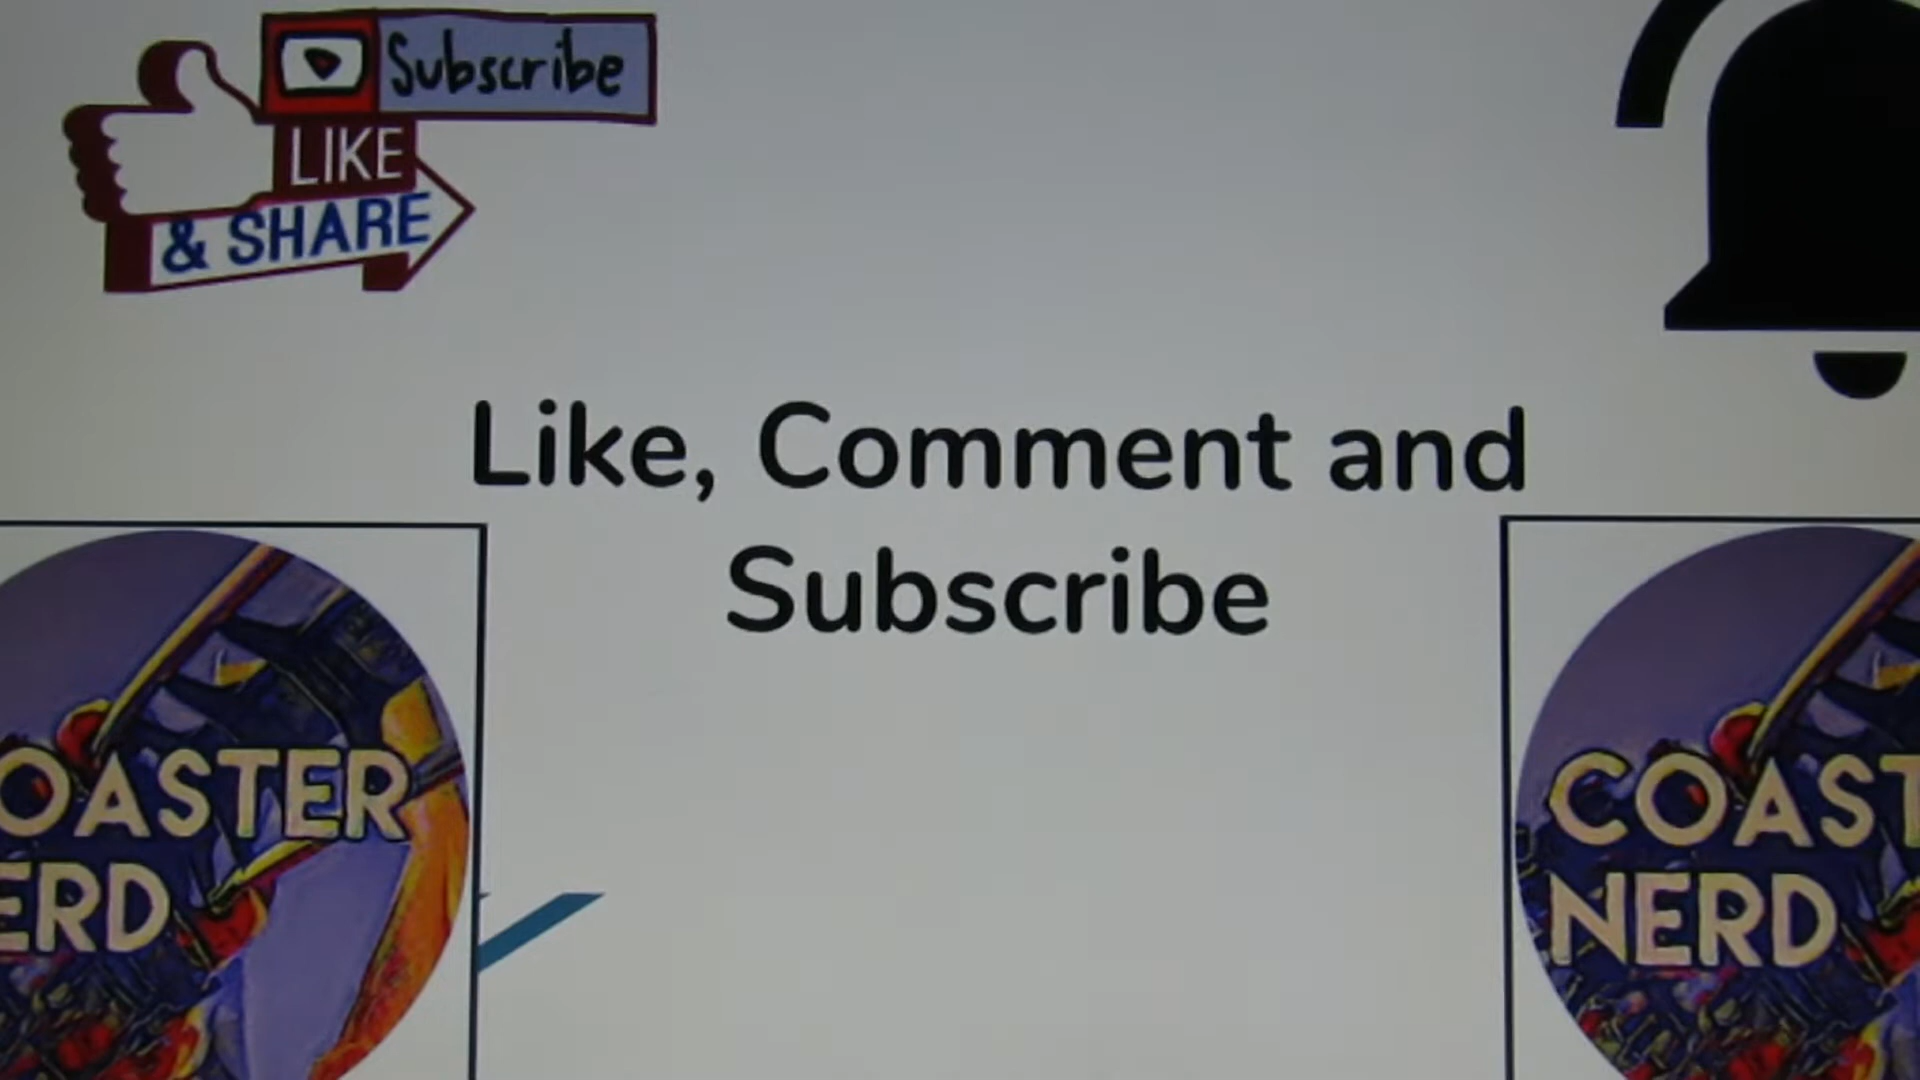 Subscribe
LIKE
& SHARE
Like, Comment and
Subscribe
OASTER
ERD
COAST
NERD